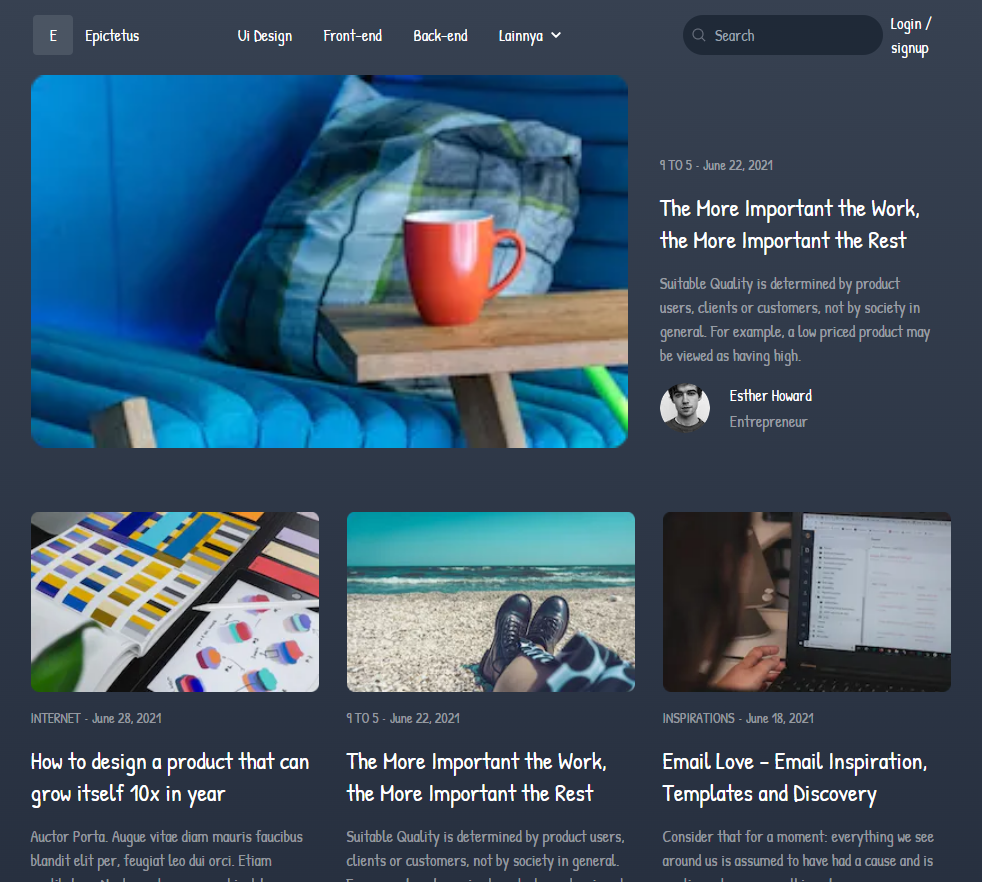 E Epictetus Ui Design Front-end Back-end Lainnya Search Login /
signup
9 TO 5 - June 22, 2021
The More Important the Work,
the More Important the Rest
Suitable Quality is determined by product
users, clients or customers, not by society in
general. For example, a low priced product may
be viewed as having high.
Esther Howard
Entrepreneur
INTERNET - June 28, 2021
How to design a product that can
grow itself 10x in year
Auctor Porta. Augue vitae diam mauris faucibus
blandit elit per, feugiat leo dui orci. Etiam
9 TO 5 - June 22, 2021
The More Important the Work,
the More Important the Rest
Suitable Quality is determined by product users,
clients or customers, not by society in general.
INSPIRATIONS - June 18, 2021
Email Love - Email Inspiration,
Templates and Discovery
Consider that for a moment: everything we see
around us is assumed to have had a cause and is